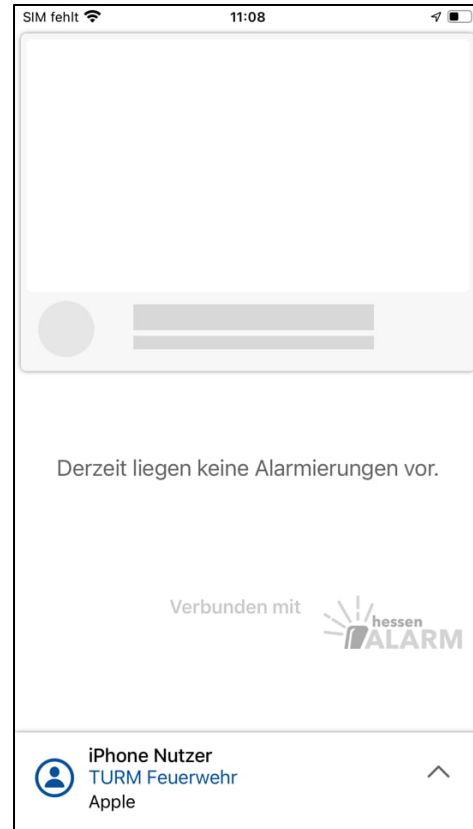 SIM fehlt 11:08
Derzeit liegen keine Alarmierungen vor.
Verbunden mit
hessen
ALARM
iPhone Nutzer
TURM Feuerwehr
Apple